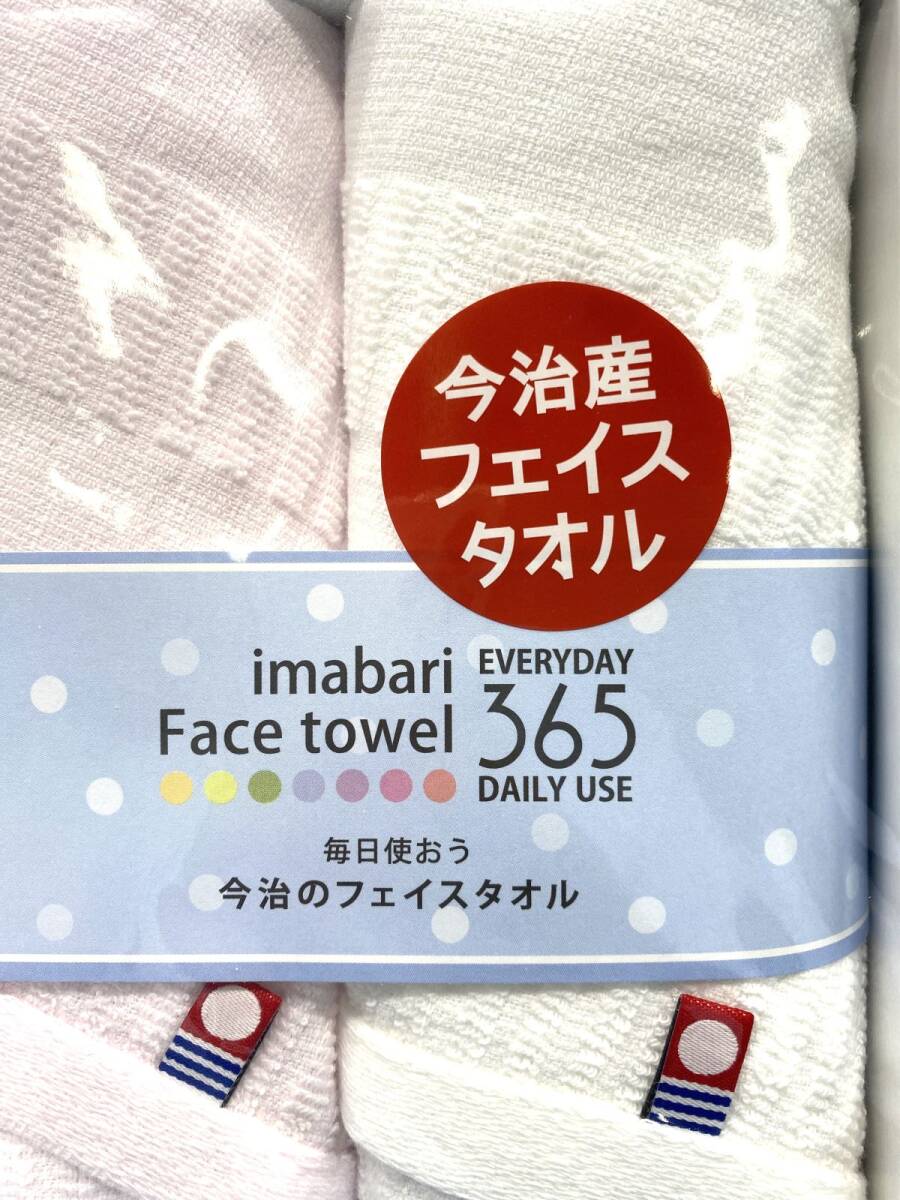 今治産
フェイス
タオル
imabari
Face towel
EVERYDAY
365
DAILY USE
毎日使おう
今治のフェイスタオル